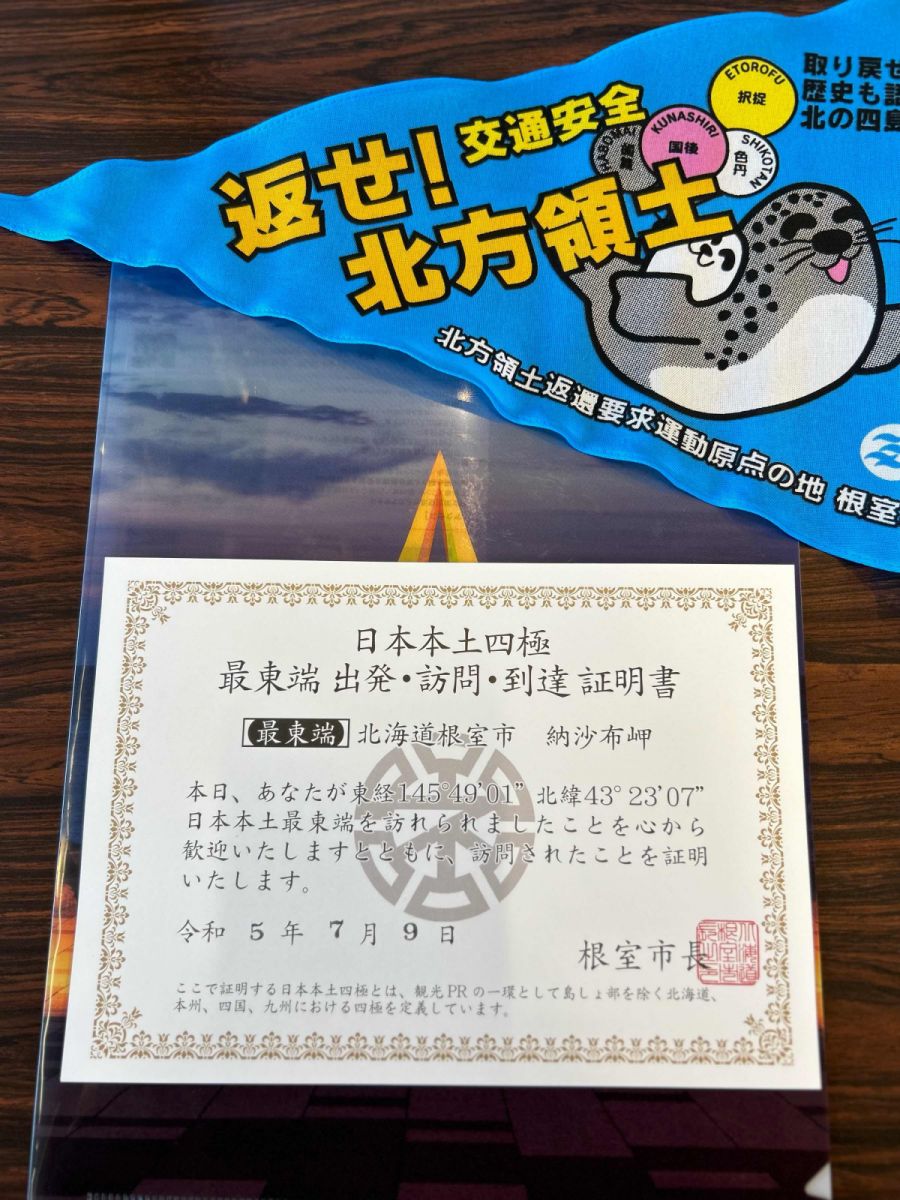 取り戻せ
歴史も記
北の四島
ETOROFU
択捉
交通安全
KUNASHIRI
国後
SHIKOTAN
色丹
返せ!
北方領土
北方領土返還要求運動原点の地 根室
日本本土四極
最東端 出発・訪問・到達 証明書
【最東端】北海道根室市 納沙布岬
本日、あなたが東経145°49’01” 北緯43°23’07”
日本本土最東端を訪れられましたことを心から
歓迎いたしますとともに、訪問されたことを証明
いたします。
令和 5 年 7 月 9 日
根室市長
ここで証明する日本本土四極とは、観光PRの一環として島しょ部を除く北海道、
本州、四国、九州における四極を定義しています。